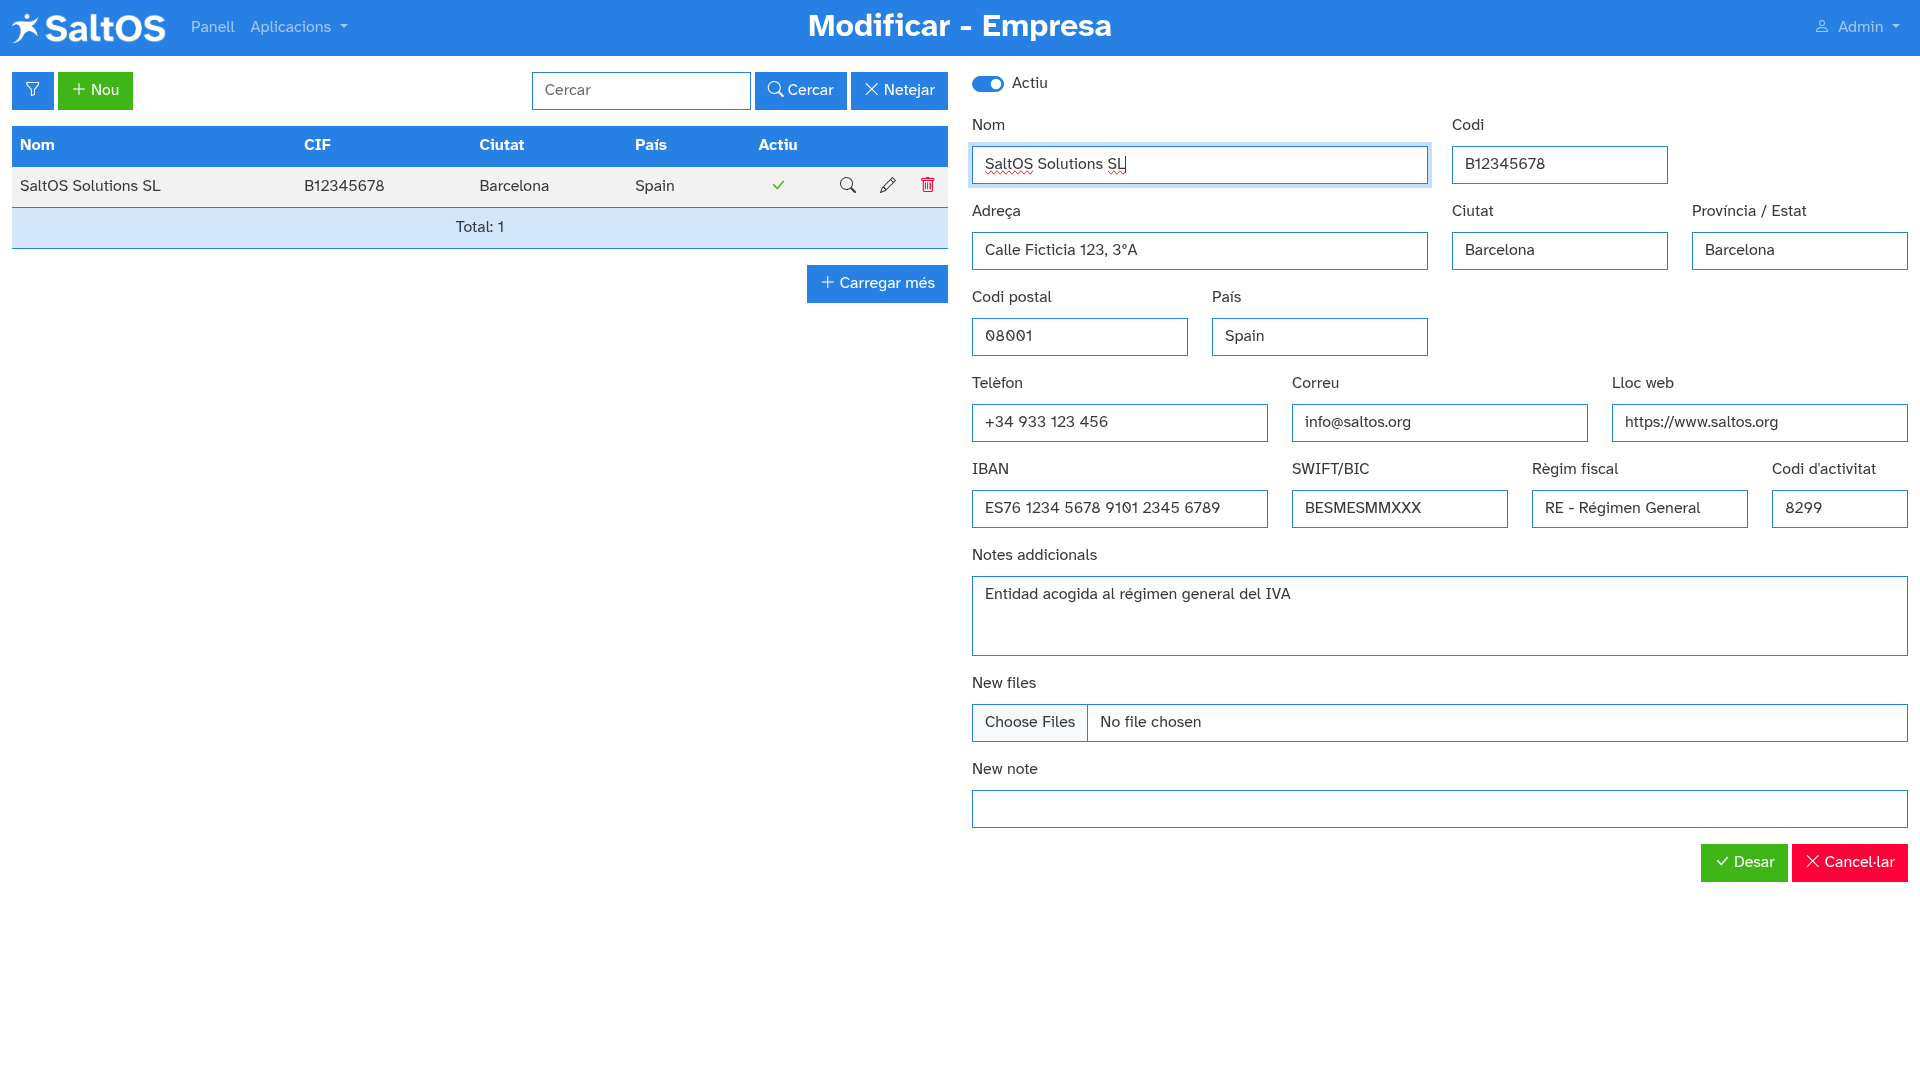 SaltOS Panell Aplicacions Modificar - Empresa Admin
Nou Cercar Cercar Netejar
Nom CIF Ciutat País Actiu
SaltOS Solutions SL B12345678 Barcelona Spain
Total: 1
Carregar més
Actiu
Nom Codi
SaltOS Solutions SL B12345678
Adreça Ciutat Província / Estat
Calle Ficticia 123, 3ºA Barcelona Barcelona
Codi postal País
08001 Spain
Telèfon Correu Lloc web
+34 933 123 456 info@saltos.org https://www.saltos.org
IBAN SWIFT/BIC Règim fiscal Codi d'activitat
ES76 1234 5678 9101 2345 6789 BESMESMMXXX RE - Régimen General 8299
Notes addicionals
Entidad acogida al régimen general del IVA
New files
Choose Files No file chosen
New note
Desar Cancel·lar